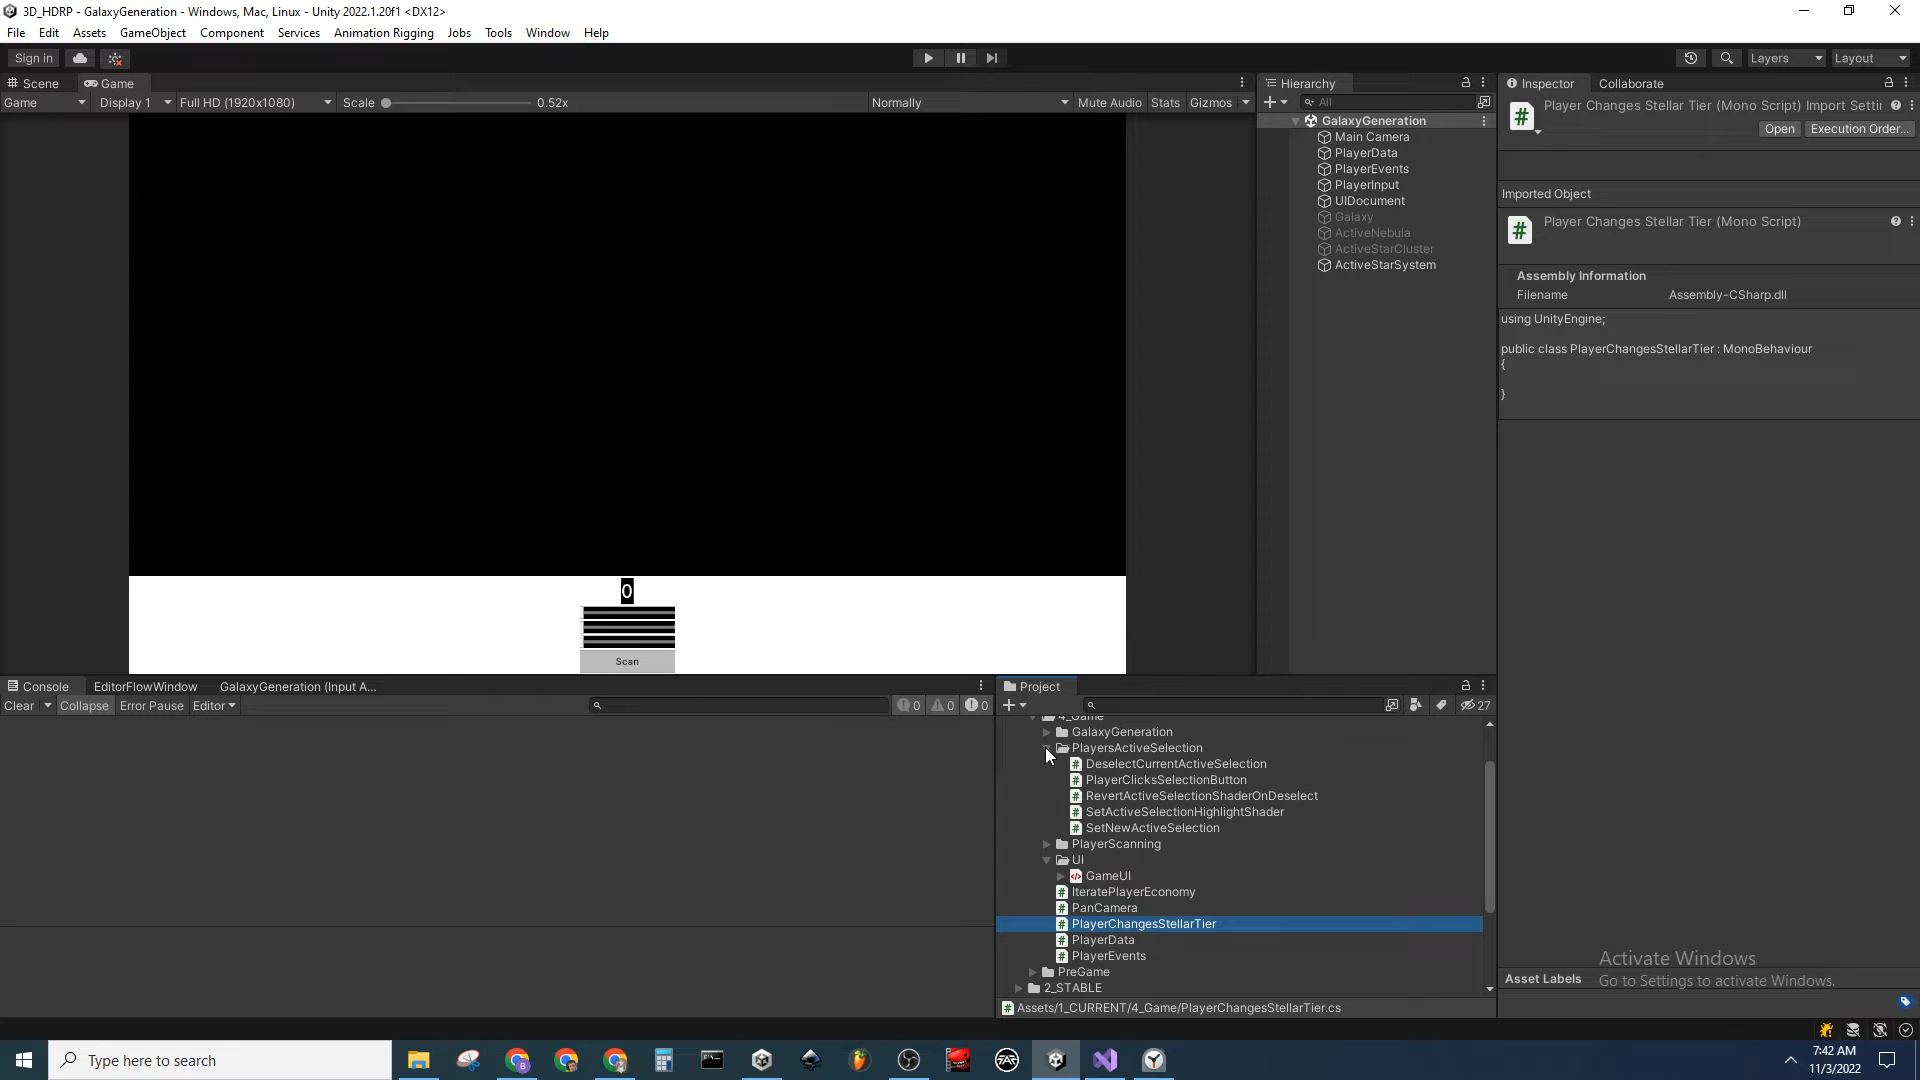 3D_HDRP - GalaxyGeneration - Windows, Mac, Linux - Unity 2022.1.20f1 <DX12>
File Edit Assets GameObject Component Services Animation Rigging Jobs Tools Window Help
Sign in
Layers
Layout
Scene Game
Game Display 1 Full HD (1920x1080) Scale 0.52x Normally Mute Audio Stats Gizmos
0
Scan
Hierarchy
All
GalaxyGeneration
Main Camera
PlayerData
PlayerEvents
PlayerInput
UIDocument
Galaxy
ActiveNebula
ActiveStarCluster
ActiveStarSystem
Inspector Collaborate
Player Changes Stellar Tier (Mono Script) Import Settin
Open Execution Order...
Imported Object
Player Changes Stellar Tier (Mono Script)
Assembly Information
Filename Assembly-CSharp.dll
using UnityEngine;
public class PlayerChangesStellarTier : MonoBehaviour
{
}
Console EditorFlowWindow GalaxyGeneration (Input A...
Clear Collapse Error Pause Editor 0 0 0
Project
27
4_Game
GalaxyGeneration
PlayersActiveSelection
DeselectCurrentActiveSelection
PlayerClicksSelectionButton
RevertActiveSelectionShaderOnDeselect
SetActiveSelectionHighlightShader
SetNewActiveSelection
PlayerScanning
UI
GameUI
IteratePlayerEconomy
PanCamera
PlayerChangesStellarTier
PlayerData
PlayerEvents
PreGame
2_STABLE
Assets/1_CURRENT/4_Game/PlayerChangesStellarTier.cs
Activate Windows
Go to Settings to activate Windows.
Asset Labels
Type here to search
7:42 AM
11/3/2022